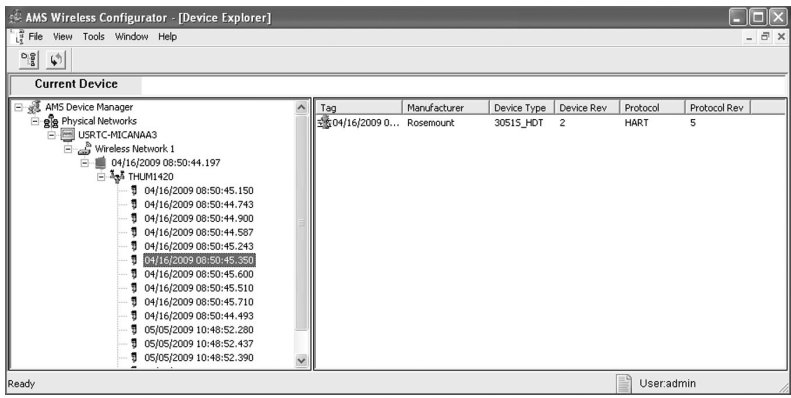 AMS Wireless Configurator - [Device Explorer]
File View Tools Window Help
Current Device
AMS Device Manager
Physical Networks
USRTC-MICANAA3
Wireless Network 1
04/16/2009 08:50:44.197
THUM1420
04/16/2009 08:50:45.150
04/16/2009 08:50:44.743
04/16/2009 08:50:44.900
04/16/2009 08:50:44.587
04/16/2009 08:50:45.243
04/16/2009 08:50:45.350
04/16/2009 08:50:45.600
04/16/2009 08:50:45.510
04/16/2009 08:50:45.710
04/16/2009 08:50:44.493
05/05/2009 10:48:52.280
05/05/2009 10:48:52.437
05/05/2009 10:48:52.390
Tag Manufacturer Device Type Device Rev Protocol Protocol Rev
04/16/2009 0... Rosemount 3051S_HDT 2 HART 5
Ready
User:admin